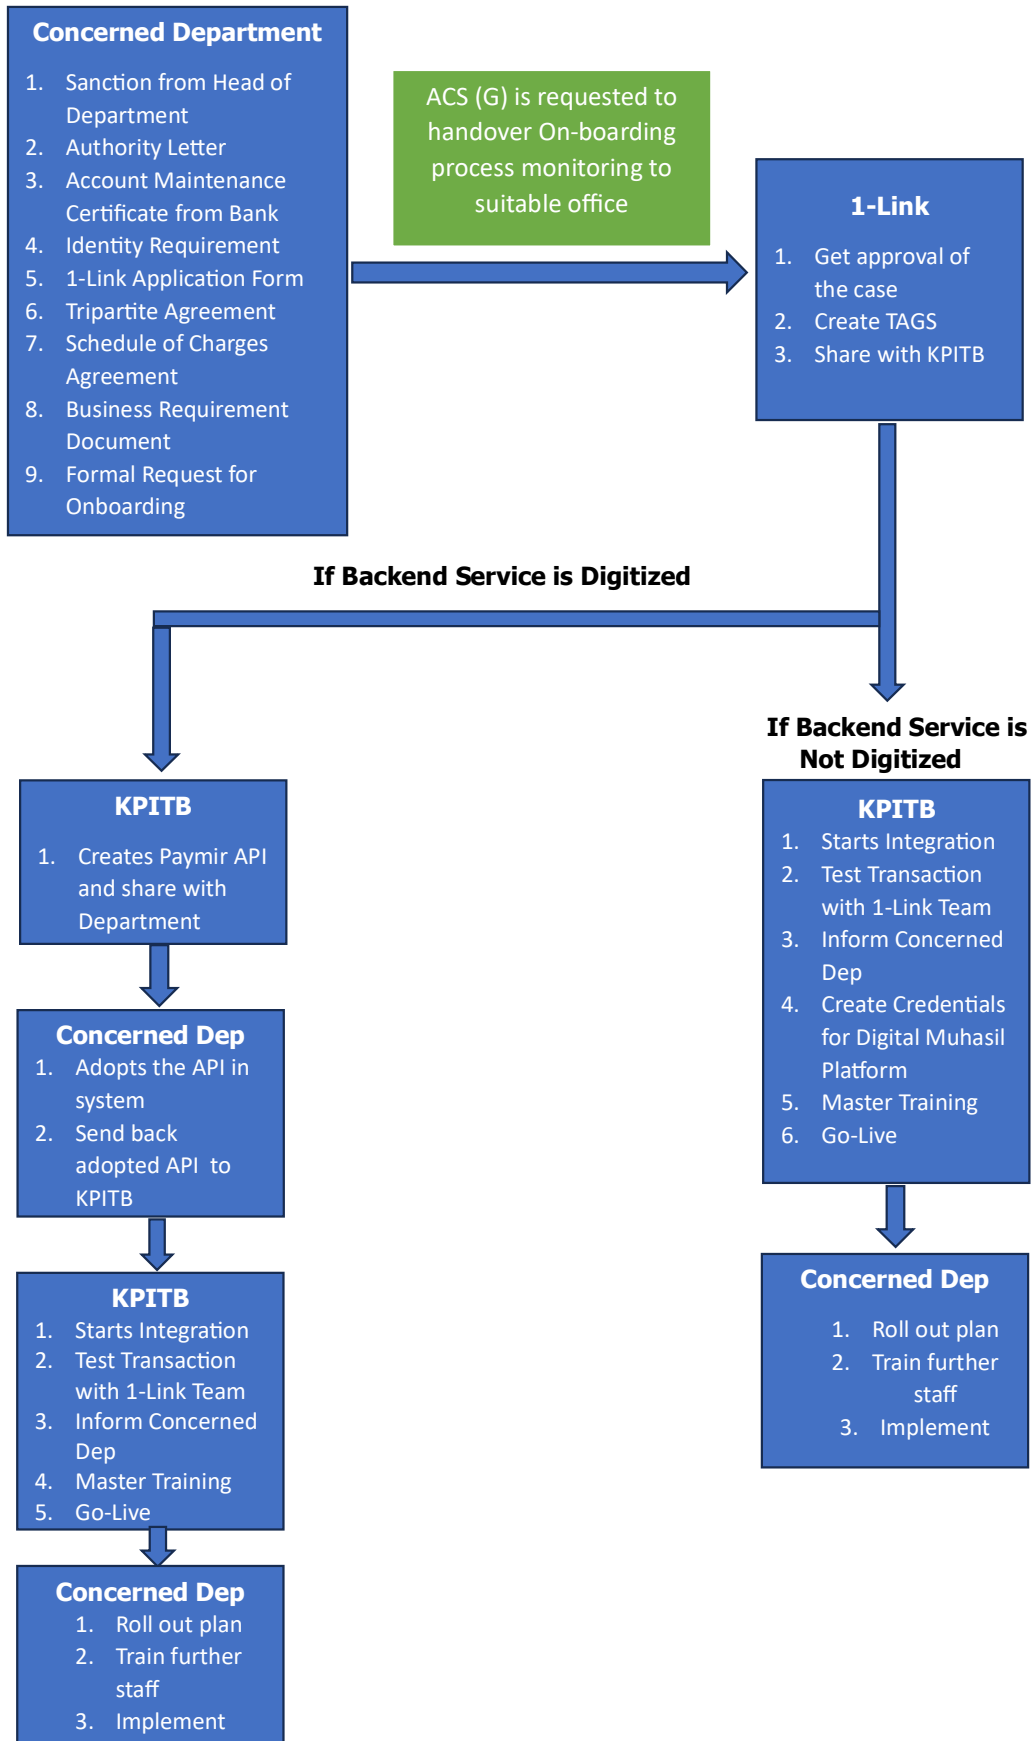 Concerned Department
1. Sanction from Head of
Department
2. Authority Letter
3. Account Maintenance
Certificate from Bank
4. Identity Requirement
5. 1-Link Application Form
6. Tripartite Agreement
7. Schedule of Charges
Agreement
8. Business Requirement
Document
9. Formal Request for
Onboarding
ACS (G) is requested to
handover On-boarding
process monitoring to
suitable office
1-Link
1. Get approval of
the case
2. Create TAGS
3. Share with KPITB
If Backend Service is Digitized
KPITB
1. Creates Paymir API
and share with
Department
Concerned Dep
1. Adopts the API in
system
2. Send back
adopted API to
KPITB
KPITB
1. Starts Integration
2. Test Transaction
with 1-Link Team
3. Inform Concerned
Dep
4. Master Training
5. Go-Live
Concerned Dep
1. Roll out plan
2. Train further
staff
3. Implement
If Backend Service is
Not Digitized
KPITB
1. Starts Integration
2. Test Transaction
with 1-Link Team
3. Inform Concerned
Dep
4. Create Credentials
for Digital Muhasil
Platform
5. Master Training
6. Go-Live
Concerned Dep
1. Roll out plan
2. Train further
staff
3. Implement